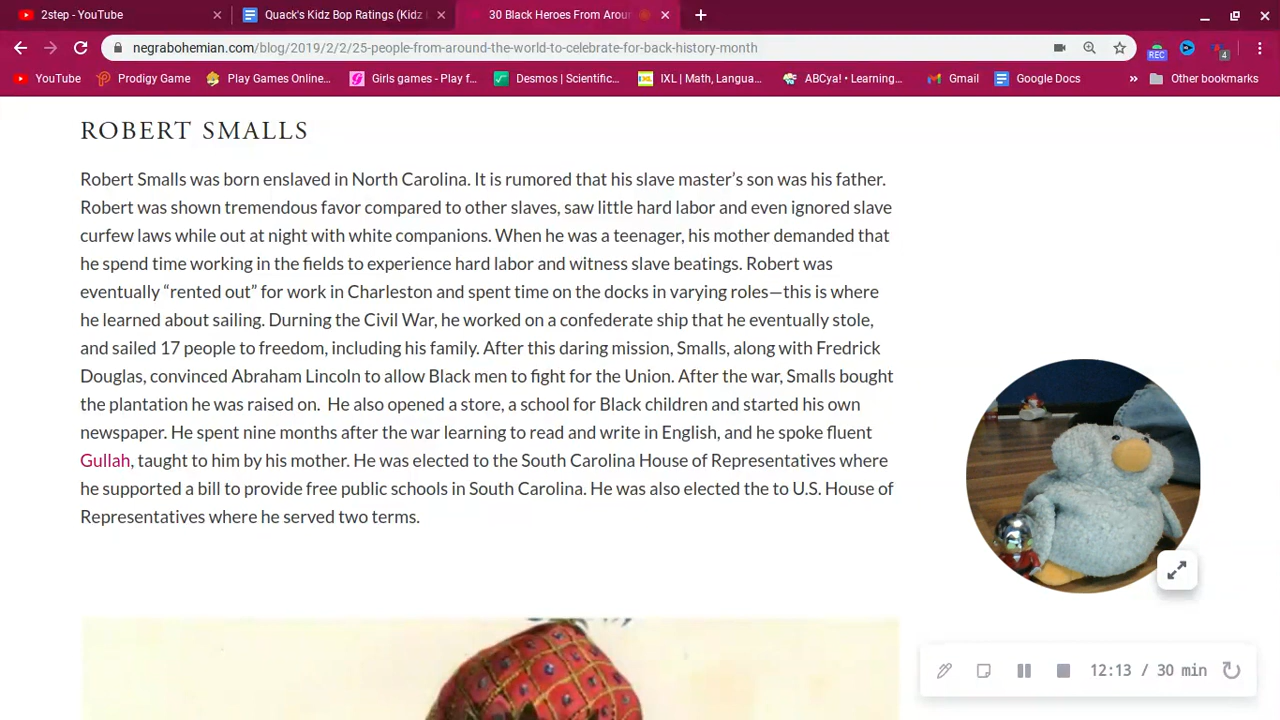 2step - YouTube
Quack's Kidz Bop Ratings (Kidz
30 Black Heroes From Arour
negrabohemian.com/blog/2019/2/2/25-people-from-around-the-world-to-celebrate-for-back-history-month
REC
4
YouTube
Prodigy Game
Play Games Online...
Girls games - Play f...
Desmos | Scientific...
IXL | Math, Langua...
ABCya! • Learning...
Gmail
Google Docs
»
Other bookmarks
ROBERT SMALLS
Robert Smalls was born enslaved in North Carolina. It is rumored that his slave master’s son was his father.
Robert was shown tremendous favor compared to other slaves, saw little hard labor and even ignored slave
curfew laws while out at night with white companions. When he was a teenager, his mother demanded that
he spend time working in the fields to experience hard labor and witness slave beatings. Robert was
eventually “rented out” for work in Charleston and spent time on the docks in varying roles—this is where
he learned about sailing. Durning the Civil War, he worked on a confederate ship that he eventually stole,
and sailed 17 people to freedom, including his family. After this daring mission, Smalls, along with Fredrick
Douglas, convinced Abraham Lincoln to allow Black men to fight for the Union. After the war, Smalls bought
the plantation he was raised on.  He also opened a store, a school for Black children and started his own
newspaper. He spent nine months after the war learning to read and write in English, and he spoke fluent
Gullah, taught to him by his mother. He was elected to the South Carolina House of Representatives where
he supported a bill to provide free public schools in South Carolina. He was also elected the to U.S. House of
Representatives where he served two terms.
12:13 / 30 min